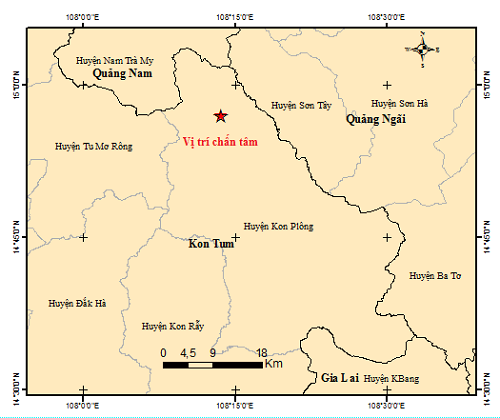 108°0'0"E 108°15'0"E 108°30'0"E
N
W E
S
Huyện Nam Trà My
Quảng Nam
15°0'0"N 15°0'0"N
Huyện Sơn Tây Huyện Sơn Hà
Quảng Ngãi
Vị trí chấn tâm
Huyện Tu Mơ Rông
Huyện Kon Plông
Kon Tum
14°45'0"N 14°45'0"N
Huyện Ba Tơ
Huyện Đắk Hà
Huyện Kon Rẫy
0 4,5 9 18
Km
Gia Lai Huyện KBang
14°30'0"N 14°30'0"N
108°0'0"E 108°15'0"E 108°30'0"E